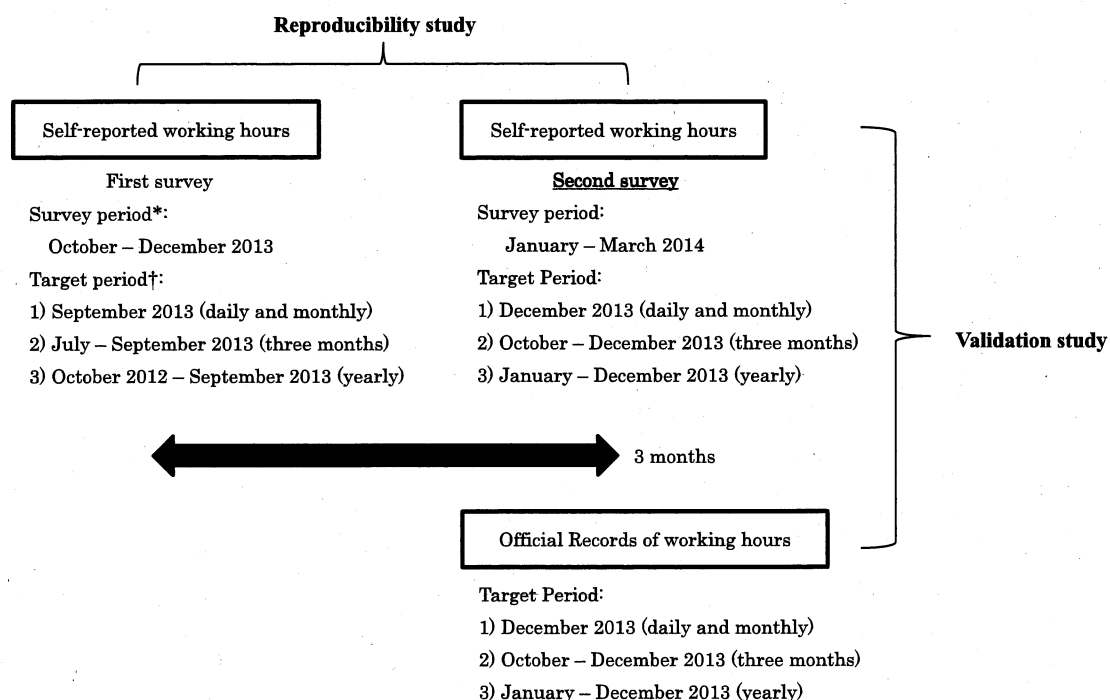 Reproducibility study
Self-reported working hours
First survey
Survey period*:
October – December 2013
Target period†:
1) September 2013 (daily and monthly)
2) July – September 2013 (three months)
3) October 2012 – September 2013 (yearly)
Self-reported working hours
Second survey
Survey period:
January – March 2014
Target Period:
1) December 2013 (daily and monthly)
2) October – December 2013 (three months)
3) January – December 2013 (yearly)
Validation study
3 months
Official Records of working hours
Target Period:
1) December 2013 (daily and monthly)
2) October – December 2013 (three months)
3) January – December 2013 (yearly)